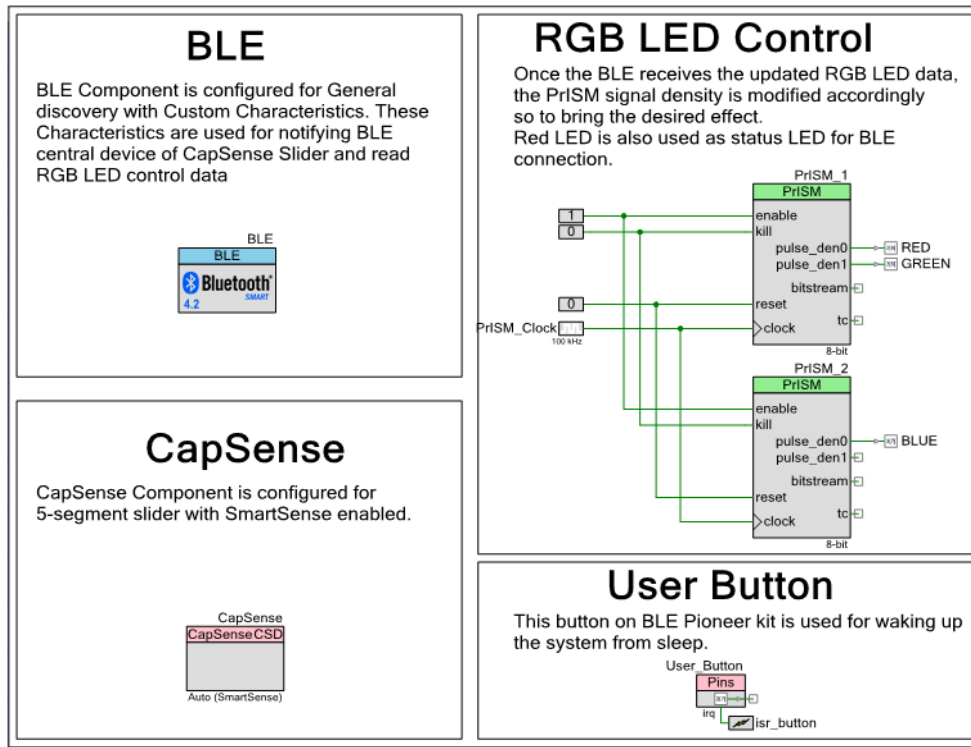 BLE
BLE Component is configured for General
discovery with Custom Characteristics. These
Characteristics are used for notifying BLE
central device of CapSense Slider and read
RGB LED control data
BLE
BLE
Bluetooth
SMART
4.2
CapSense
CapSense Component is configured for
5-segment slider with SmartSense enabled.
CapSense
CapSense CSD
Auto (SmartSense)
RGB LED Control
Once the BLE receives the updated RGB LED data,
the PrISM signal density is modified accordingly
so to bring the desired effect.
Red LED is also used as status LED for BLE
connection.
PrISM_1
PrISM
1
enable
0
kill
pulse_den0
RED
pulse_den1
GREEN
bitstream
0
reset
tc
PrISM_Clock
clock
100 kHz
8-bit
PrISM_2
PrISM
enable
kill
pulse_den0
BLUE
pulse_den1
bitstream
reset
tc
clock
8-bit
User Button
This button on BLE Pioneer kit is used for waking up
the system from sleep.
User_Button
Pins
irq
isr_button